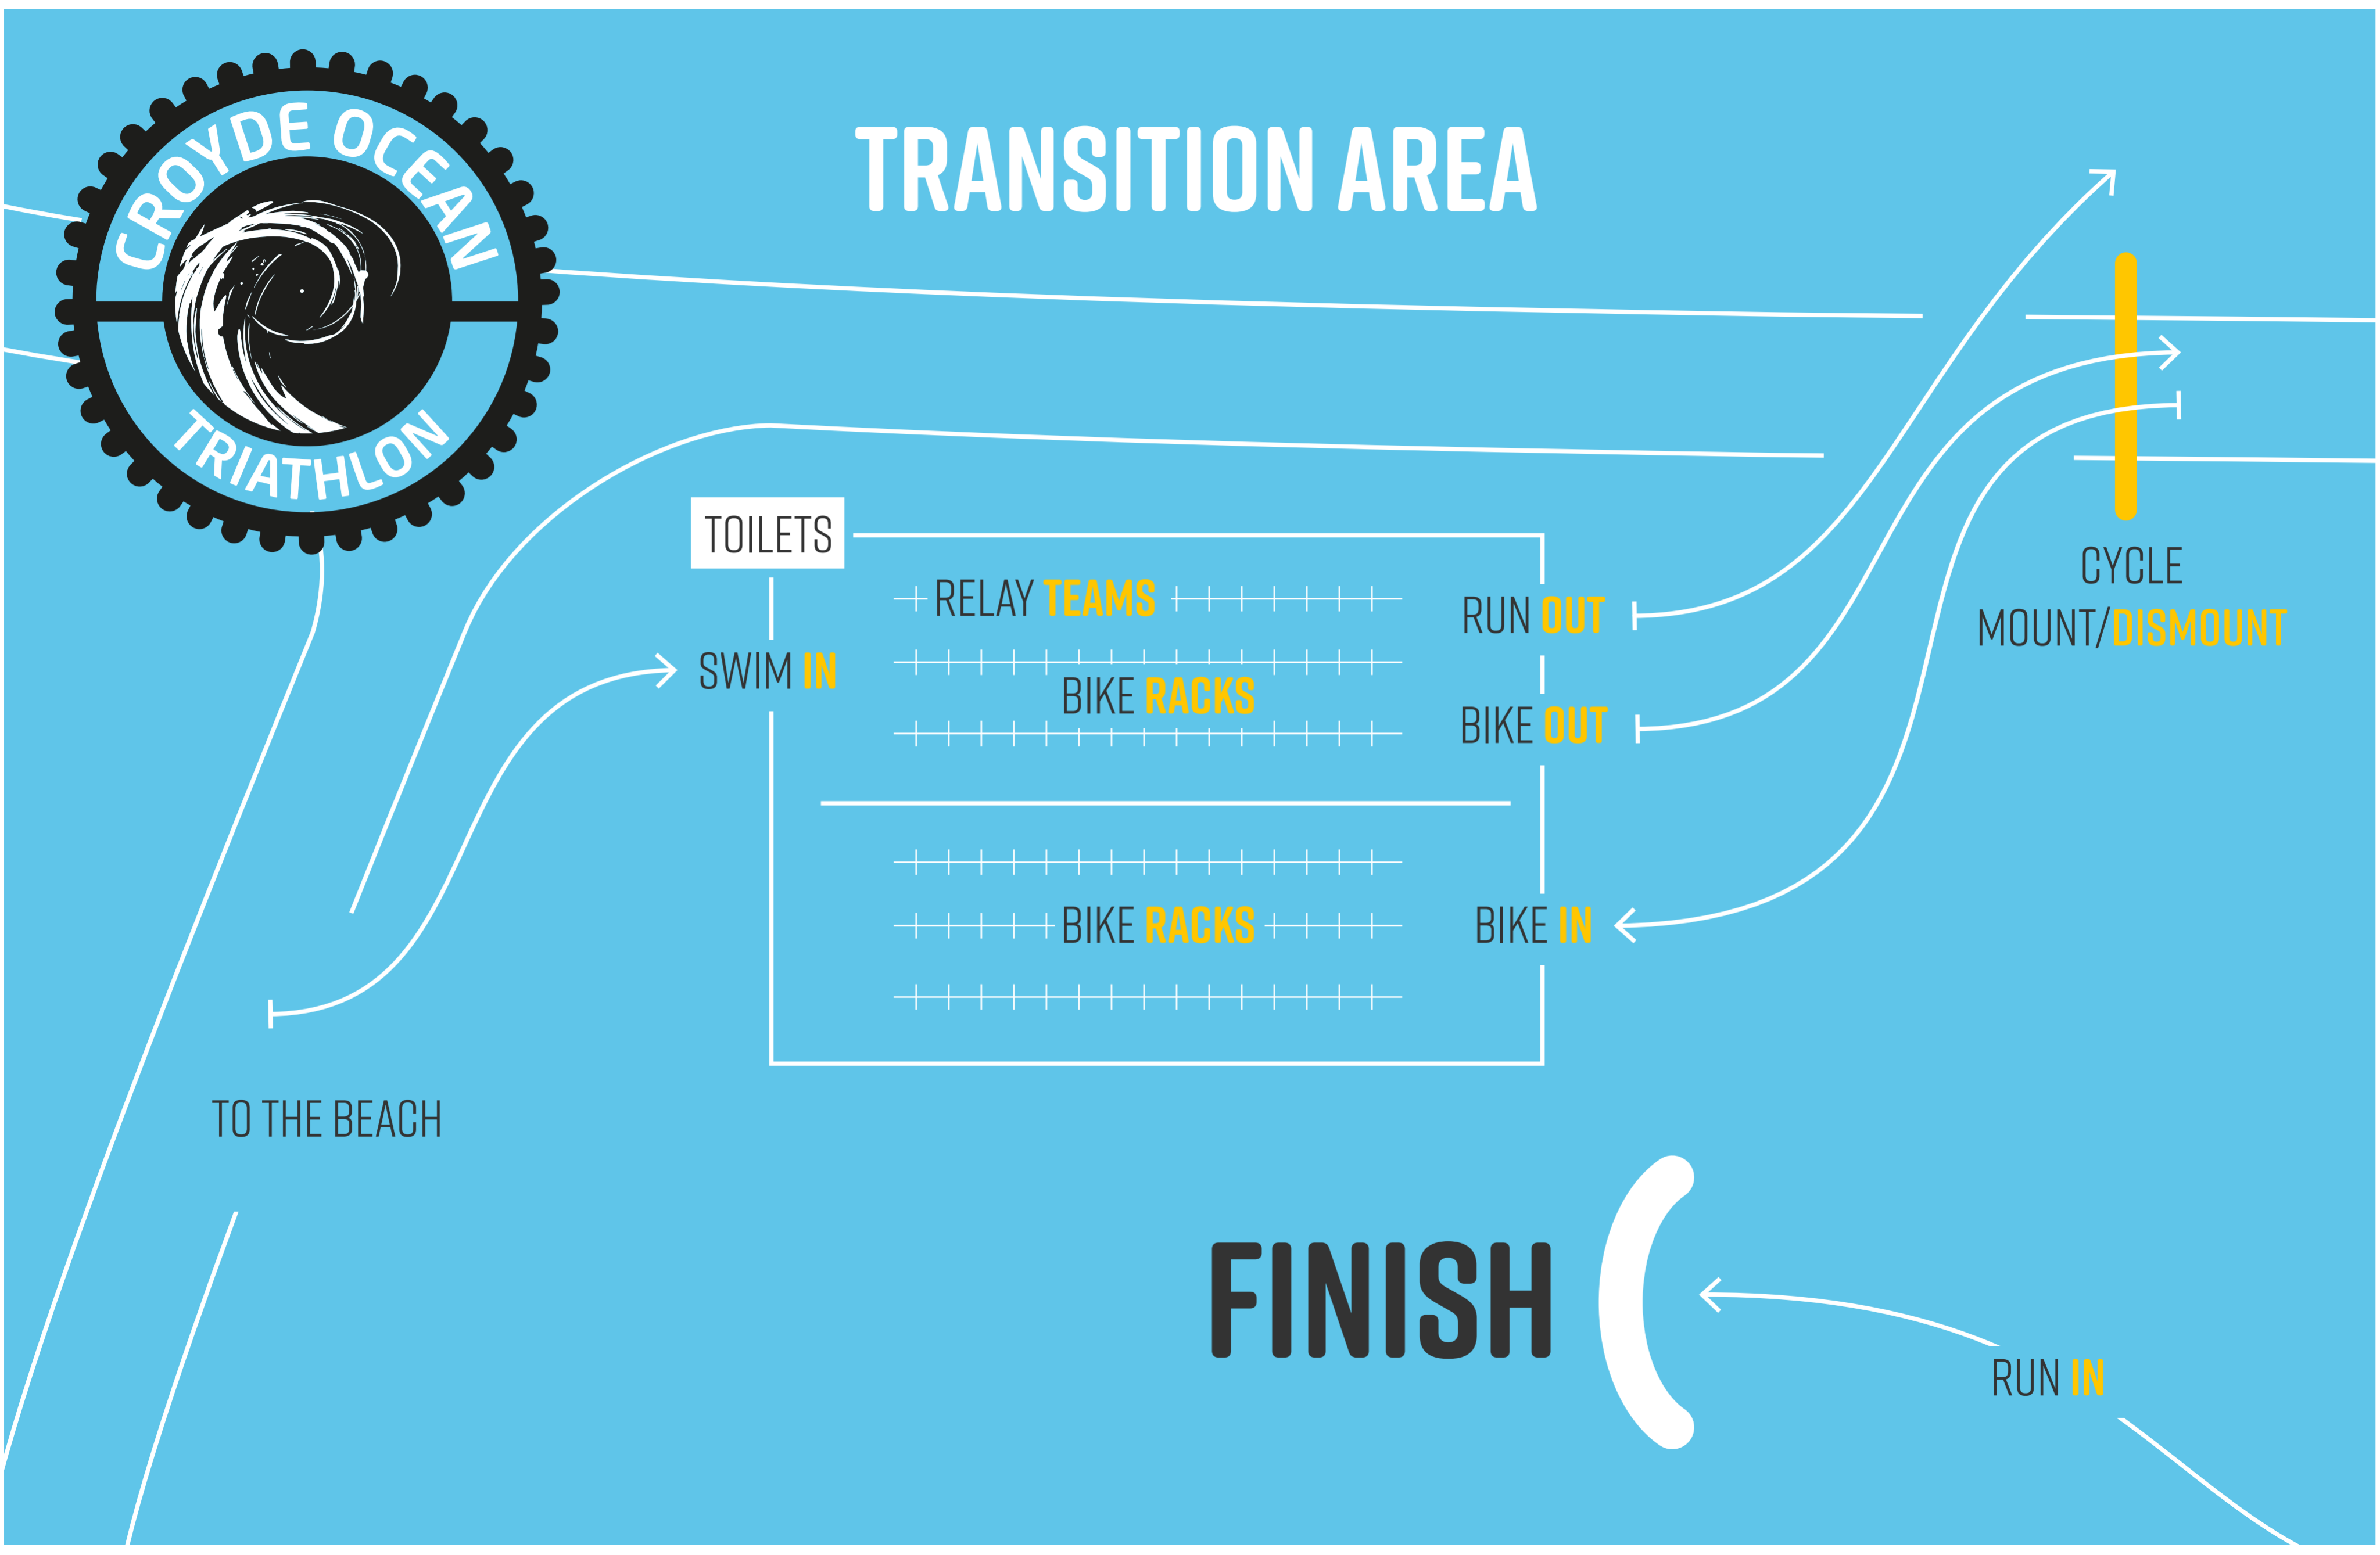 CROYDE OCEAN
TRIATHLON
TRANSITION AREA
TOILETS
RELAY TEAMS
SWIM IN
BIKE RACKS
RUN OUT
BIKE OUT
CYCLE
MOUNT/DISMOUNT
BIKE RACKS
BIKE IN
TO THE BEACH
FINISH
RUN IN